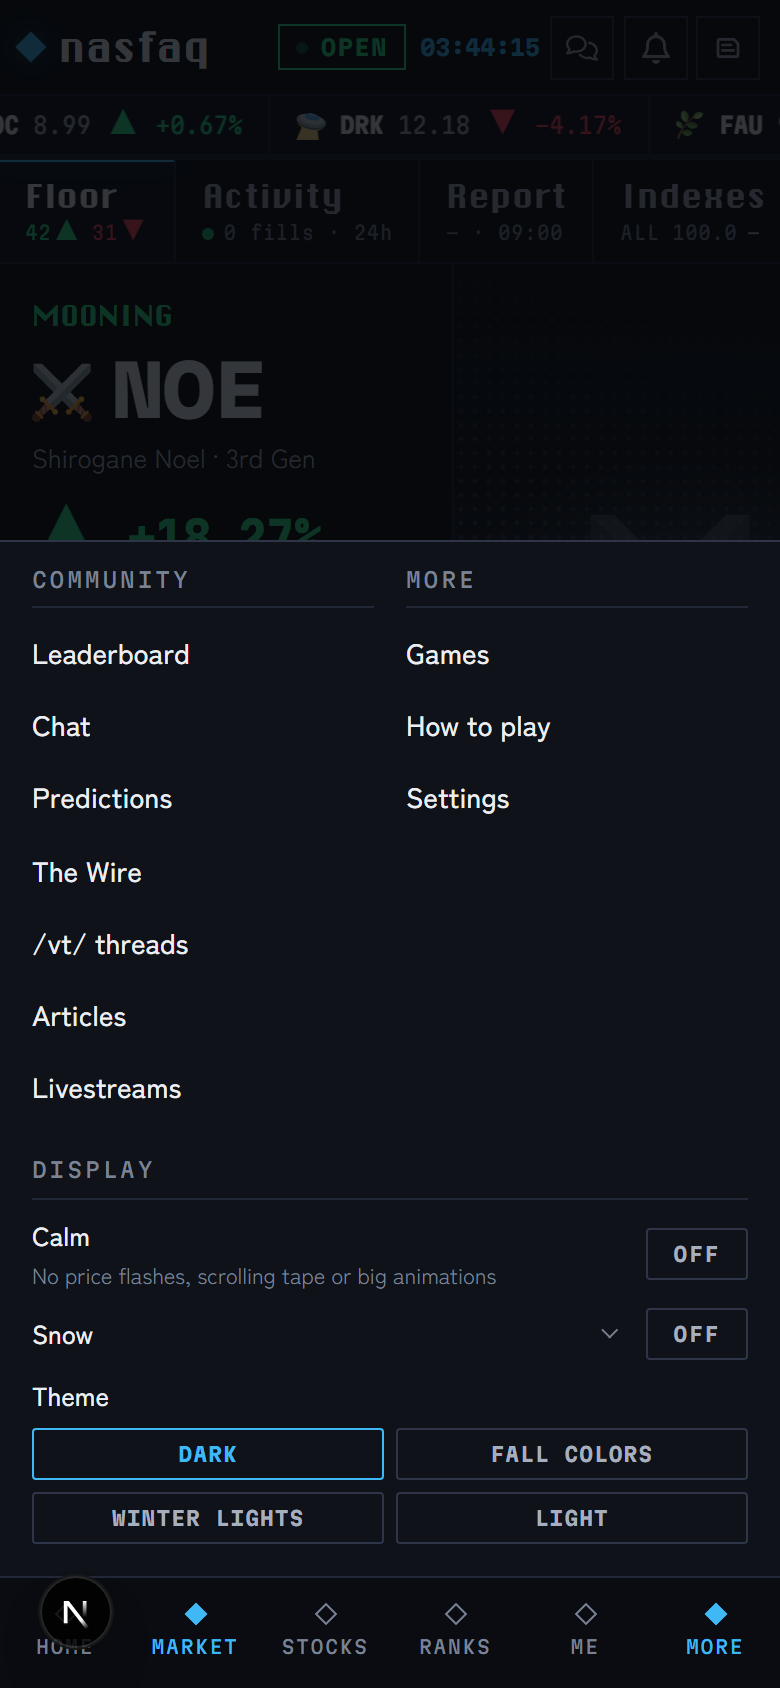 nasfaq
OPEN 03:44:15
8.99 +0.67% DRK 12.18 −4.17% FAU
Floor Activity Report Indexes
42 31 0 fills · 24h – · 09:00 ALL 100.0 –
MOONING
NOE
Shirogane Noel · 3rd Gen
+18.27%
COMMUNITY MORE
Leaderboard Games
Chat How to play
Predictions Settings
The Wire
/vt/ threads
Articles
Livestreams
DISPLAY
Calm OFF
No price flashes, scrolling tape or big animations
Snow OFF
Theme
DARK FALL COLORS
WINTER LIGHTS LIGHT
N
HOME MARKET STOCKS RANKS ME MORE